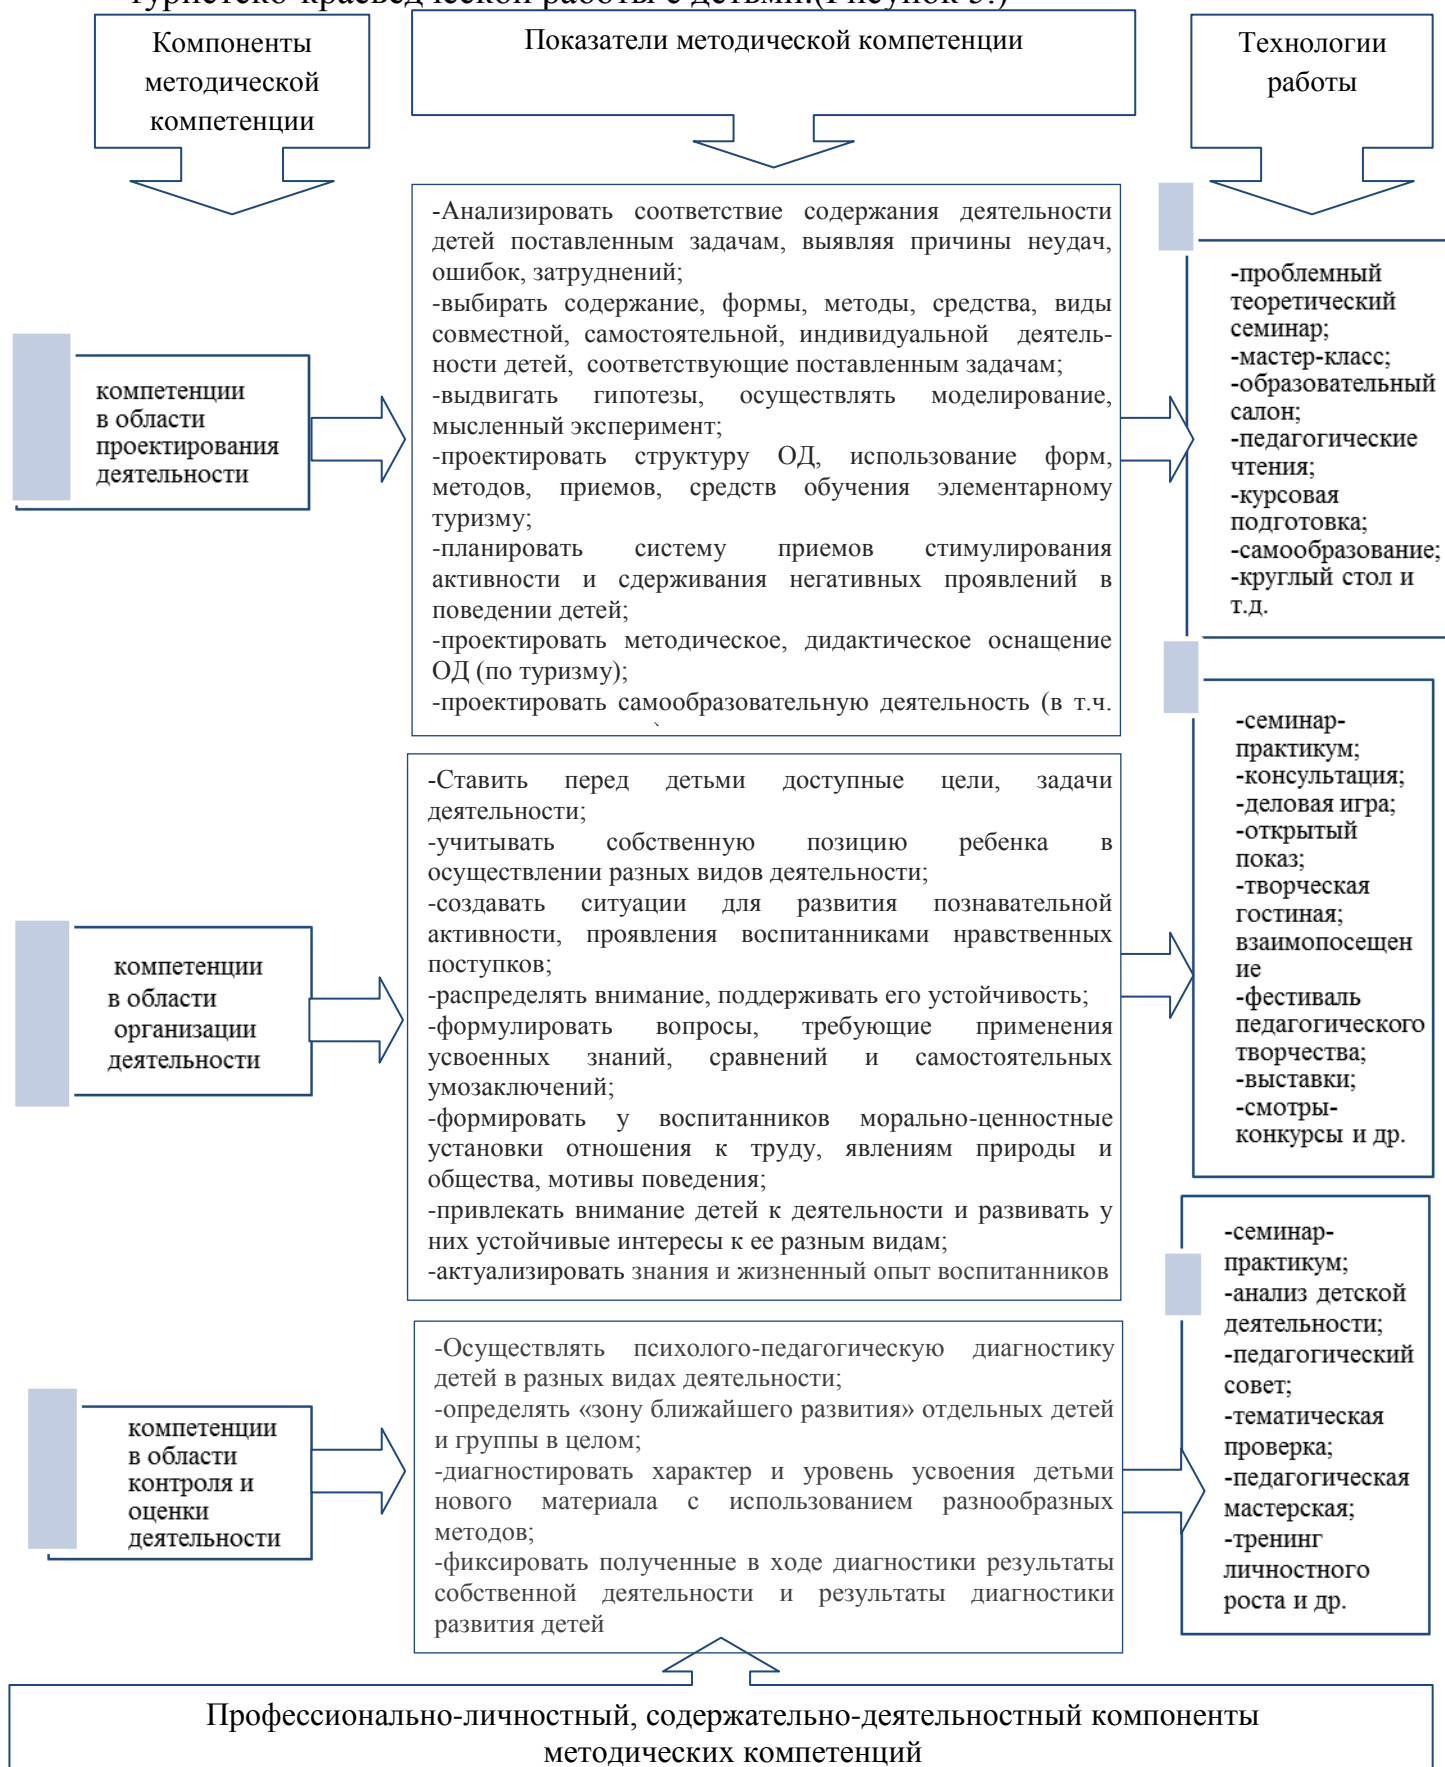 туристско-краеведческой работы с детьми.(Рисунок 3.)
Компоненты
методической
компетенции
Показатели методической компетенции
Технологии
работы
компетенции
в области
проектирования
деятельности
-Анализировать соответствие содержания деятельности
детей поставленным задачам, выявляя причины неудач,
ошибок, затруднений;
-выбирать содержание, формы, методы, средства, виды
совместной, самостоятельной, индивидуальной деятель-
ности детей, соответствующие поставленным задачам;
-выдвигать гипотезы, осуществлять моделирование,
мысленный эксперимент;
-проектировать структуру ОД, использование форм,
методов, приемов, средств обучения элементарному
туризму;
-планировать систему приемов стимулирования
активности и сдерживания негативных проявлений в
поведении детей;
-проектировать методическое, дидактическое оснащение
ОД (по туризму);
-проектировать самообразовательную деятельность (в т.ч.
-проблемный
теоретический
семинар;
-мастер-класс;
-образовательный
салон;
-педагогические
чтения;
-курсовая
подготовка;
-самообразование;
-круглый стол и
т.д.
компетенции
в области
организации
деятельности
-Ставить перед детьми доступные цели, задачи
деятельности;
-учитывать собственную позицию ребенка в
осуществлении разных видов деятельности;
-создавать ситуации для развития познавательной
активности, проявления воспитанниками нравственных
поступков;
-распределять внимание, поддерживать его устойчивость;
-формулировать вопросы, требующие применения
усвоенных знаний, сравнений и самостоятельных
умозаключений;
-формировать у воспитанников морально-ценностные
установки отношения к труду, явлениям природы и
общества, мотивы поведения;
-привлекать внимание детей к деятельности и развивать у
них устойчивые интересы к ее разным видам;
-актуализировать знания и жизненный опыт воспитанников
-семинар-
практикум;
-консультация;
-деловая игра;
-открытый
показ;
-творческая
гостиная;
взаимопосещен
ие
-фестиваль
педагогического
творчества;
-выставки;
-смотры-
конкурсы и др.
компетенции
в области
контроля и
оценки
деятельности
-Осуществлять психолого-педагогическую диагностику
детей в разных видах деятельности;
-определять «зону ближайшего развития» отдельных детей
и группы в целом;
-диагностировать характер и уровень усвоения детьми
нового материала с использованием разнообразных
методов;
-фиксировать полученные в ходе диагностики результаты
собственной деятельности и результаты диагностики
развития детей
-семинар-
практикум;
-анализ детской
деятельности;
-педагогический
совет;
-тематическая
проверка;
-педагогическая
мастерская;
-тренинг
личностного
роста и др.
Профессионально-личностный, содержательно-деятельностный компоненты
методических компетенций